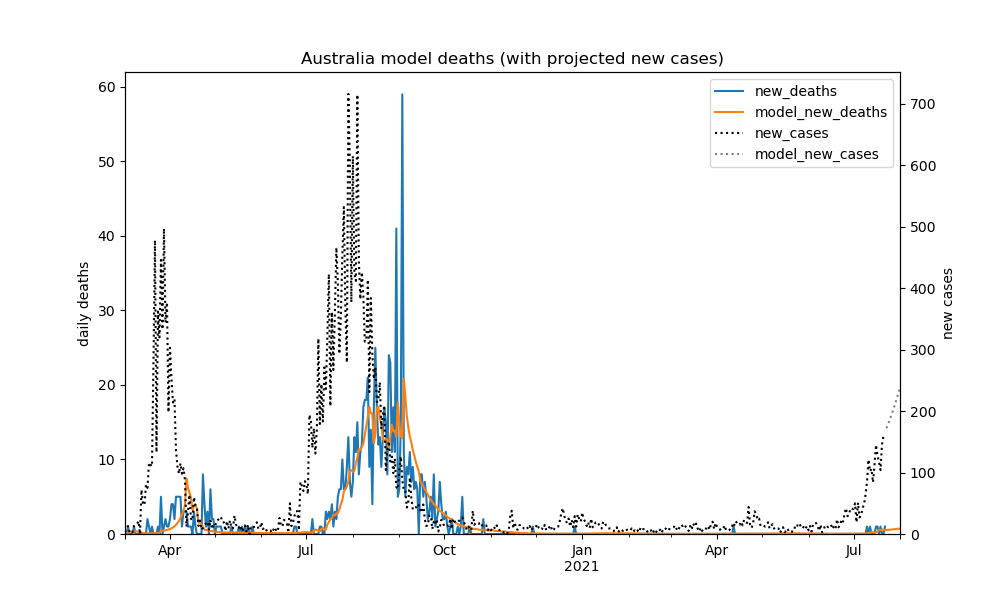 Australia model deaths (with projected new cases)
new_deaths
model_new_deaths
new_cases
model_new_cases
daily deaths
new cases
60
50
40
30
20
10
0
700
600
500
400
300
200
100
0
Apr
Jul
Oct
Jan
2021
Apr
Jul